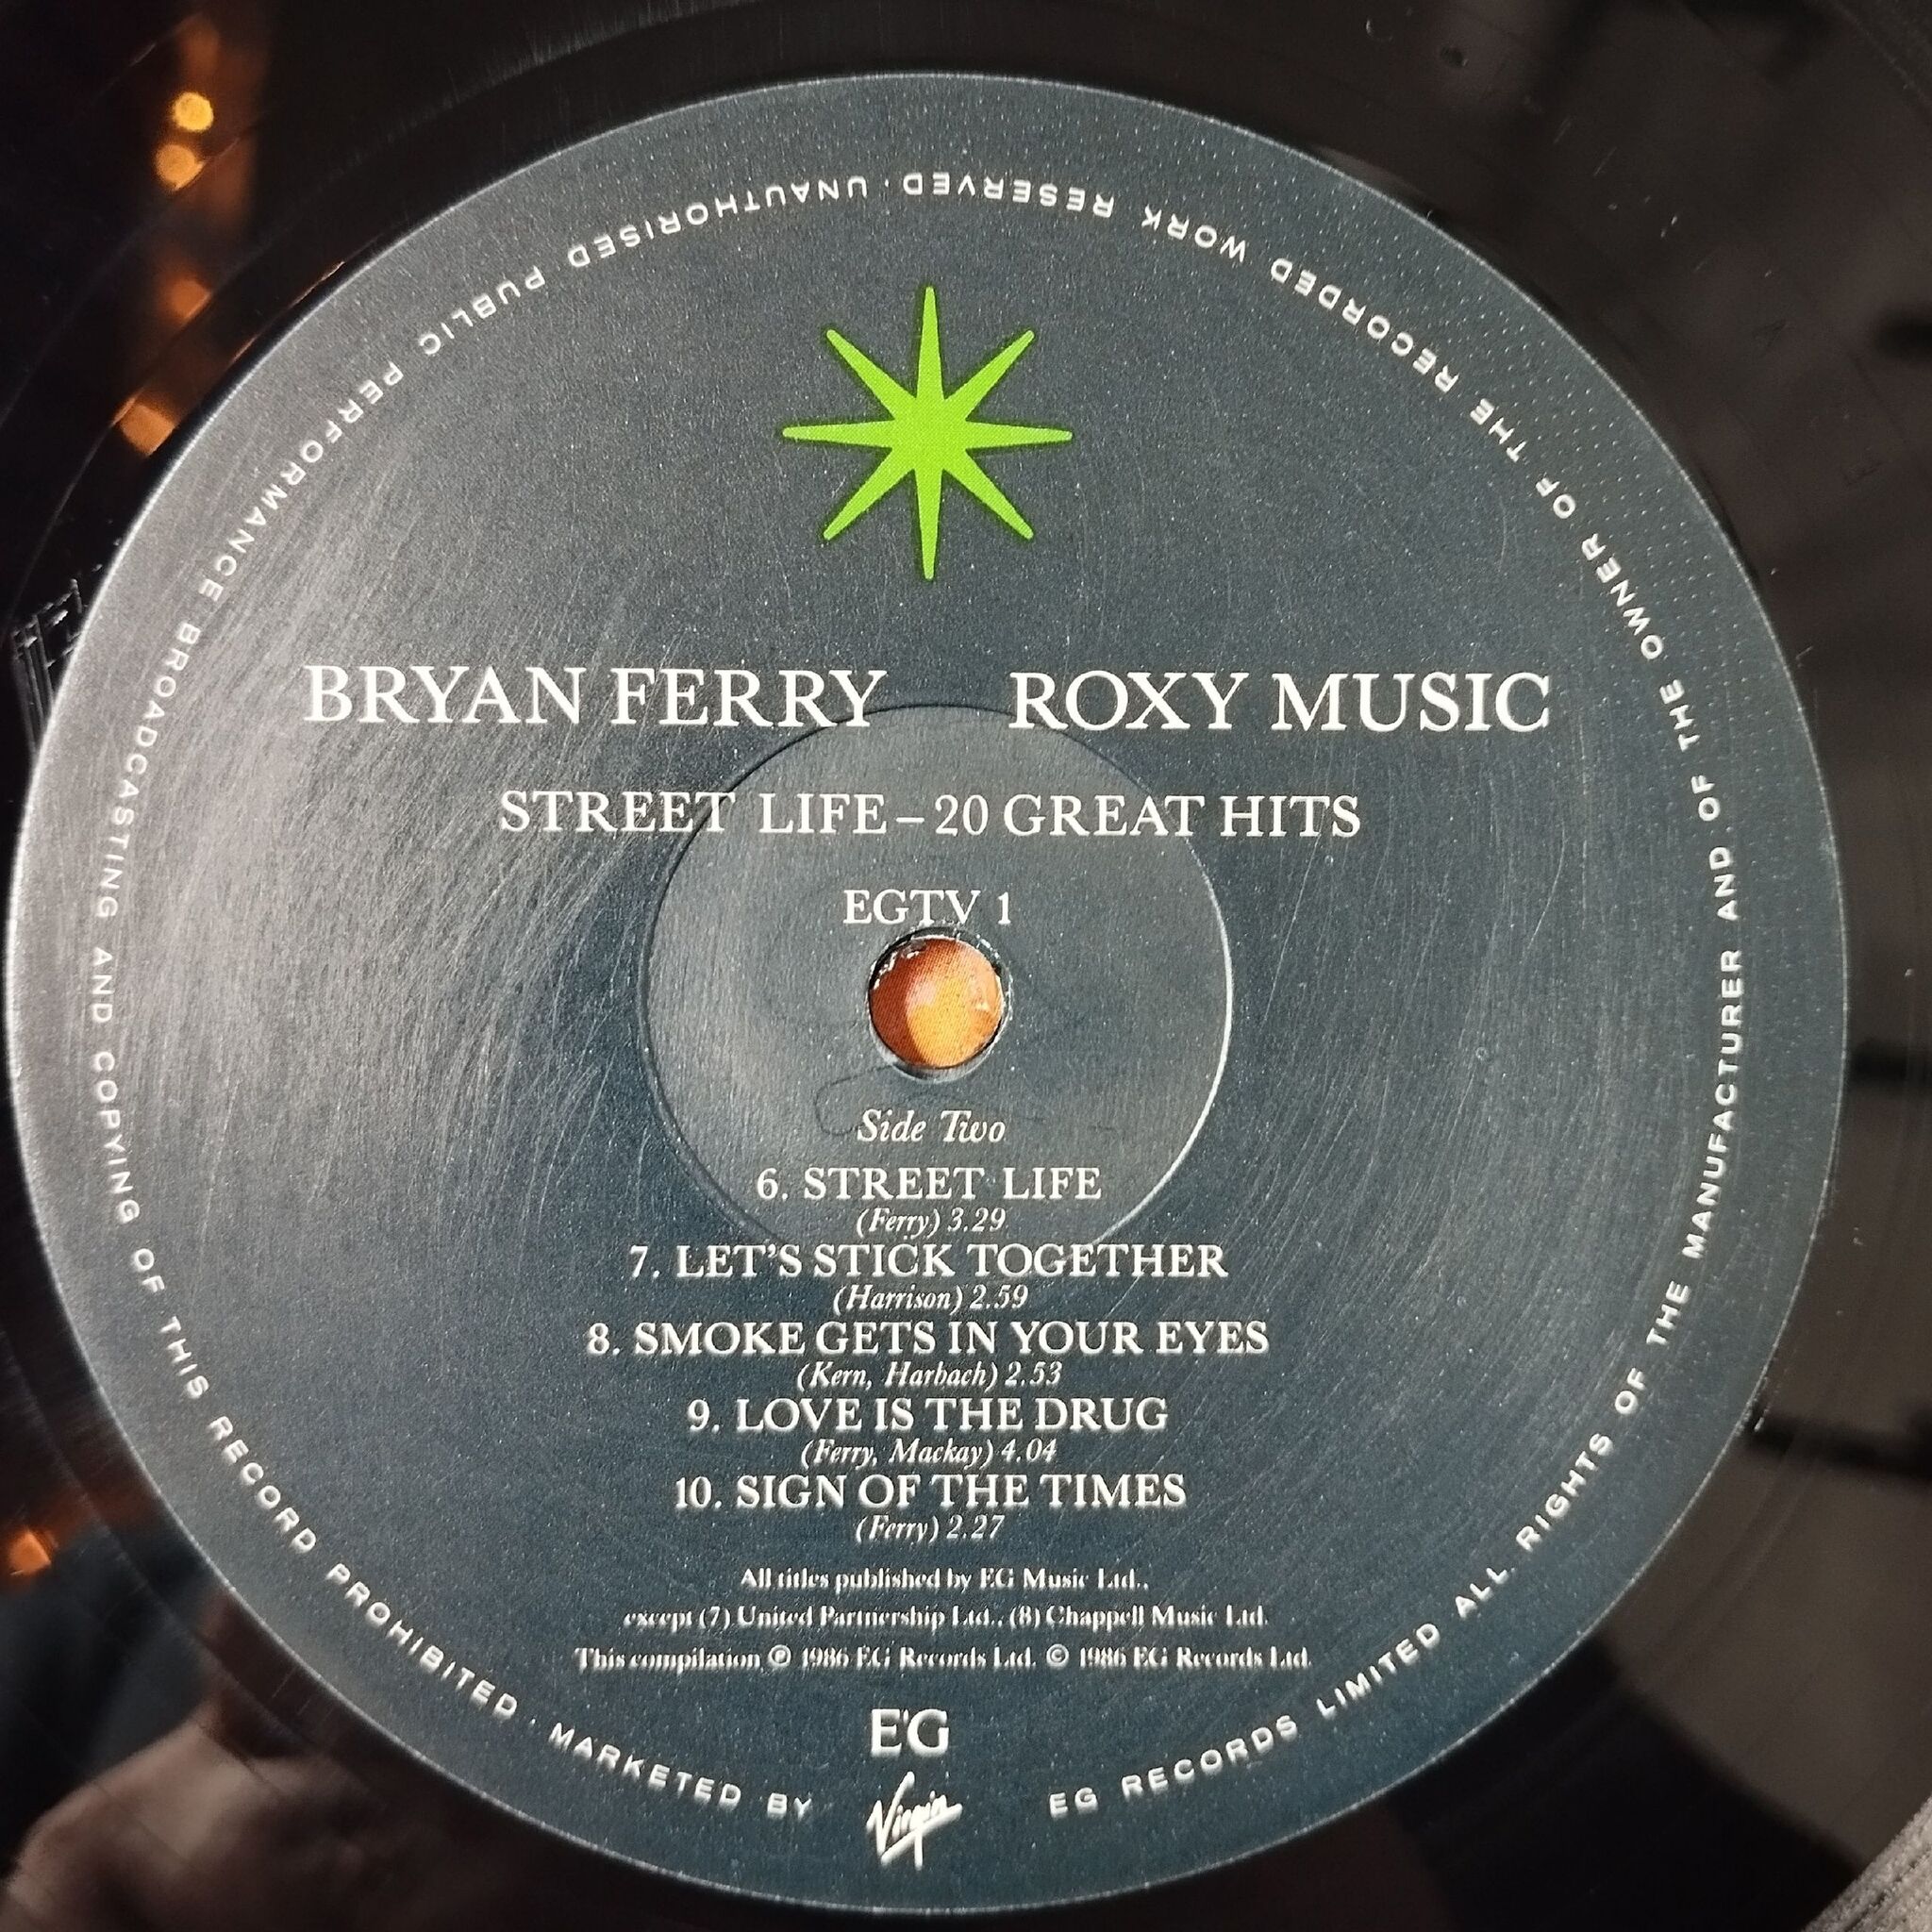 BRYAN FERRY ROXY MUSIC
STREET LIFE – 20 GREAT HITS
EGTV 1
Side Two
6. STREET LIFE
(Ferry) 3.29
7. LET'S STICK TOGETHER
(Harrison) 2.59
8. SMOKE GETS IN YOUR EYES
(Kern, Harbach) 2.53
9. LOVE IS THE DRUG
(Ferry, Mackay) 4.04
10. SIGN OF THE TIMES
(Ferry) 2.27
All titles published by EG Music Ltd.,
except (7) United Partnership Ltd., (8) Chappell Music Ltd.
This compilation ℗ 1986 EG Records Ltd. © 1986 EG Records Ltd.
E'G
Virgin
EG RECORDS LIMITED ALL RIGHTS OF THE MANUFACTURER AND OF THE OWNER OF THE RECORDED WORK RESERVED · UNAUTHORISED PUBLIC PERFORMANCE BROADCASTING AND COPYING OF THIS RECORD PROHIBITED · MARKETED BY